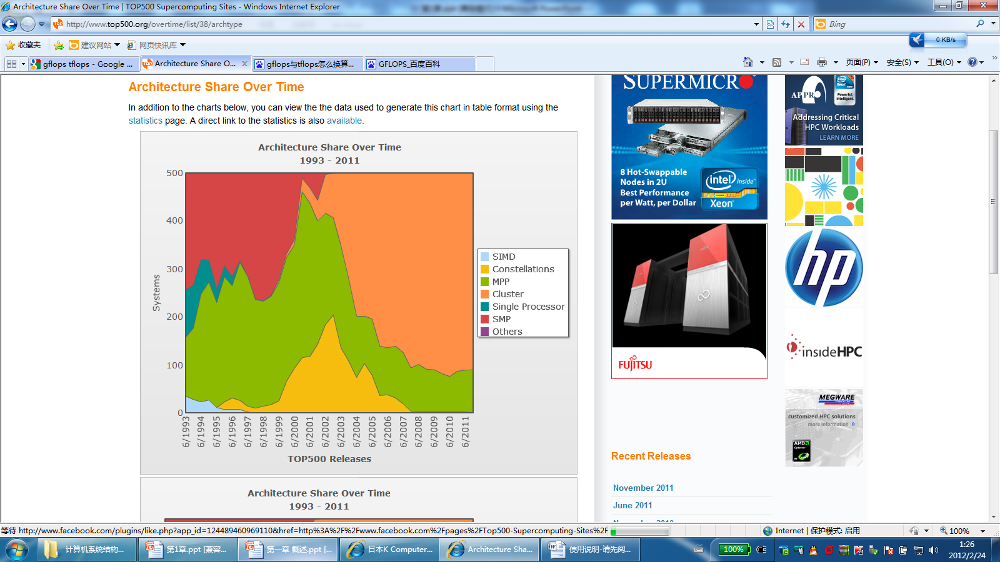 Architecture Share Over Time | TOP500 Supercomputing Sites - Windows Internet Explorer
http://www.top500.org/overtime/list/38/archtype
Bing
收藏夹
建议网站
网页快讯库
0 KB/s
gflops tflops - Google ...
Architecture Share O...
gflops与tflops怎么换算...
GFLOPS_百度百科
页面(P)
安全(S)
工具(O)
Architecture Share Over Time
In addition to the charts below, you can view the the data used to generate this chart in table format using the
statistics page. A direct link to the statistics is also available.
Architecture Share Over Time
1993 - 2011
500
400
300
200
100
0
Systems
6/1993
6/1994
6/1995
6/1996
6/1997
6/1998
6/1999
6/2000
6/2001
6/2002
6/2003
6/2004
6/2005
6/2006
6/2007
6/2008
6/2009
6/2010
6/2011
TOP500 Releases
SIMD
Constellations
MPP
Cluster
Single Processor
SMP
Others
Architecture Share Over Time
1993 - 2011
SUPERMICRO
8 Hot-Swappable
Nodes in 2U
Best Performance
per Watt, per Dollar
intel inside™
Xeon
FUJITSU
Recent Releases
November 2011
June 2011
APPRO
Powerful.
Intelligent.
Addressing Critical
HPC Workloads
LEARN MORE
hp
insideHPC
MEGWARE
customized HPC solutions
more information »
AMD
Opteron
等待 http://www.facebook.com/plugins/like.php?app_id=124489460969110&href=http%3A%2F%2Fwww.facebook.com%2Fpages%2FTop500-Supercomputing-Sites%2F
Internet | 保护模式: 启用
100%
计算机系统结构...
第1章.ppt [兼容...
第一章 概述.ppt [...
日本K Computer...
Architecture Sha...
使用说明-请先阅...
100%
1:26
2012/2/24